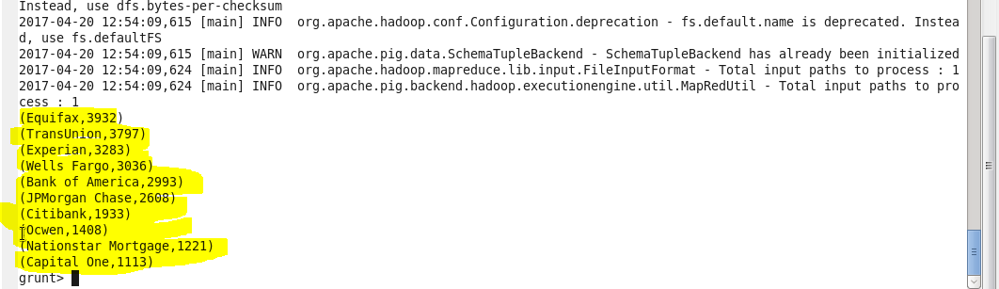 Instead, use dfs.bytes-per-checksum
2017-04-20 12:54:09,615 [main] INFO  org.apache.hadoop.conf.Configuration.deprecation - fs.default.name is deprecated. Instea
d, use fs.defaultFS
2017-04-20 12:54:09,615 [main] WARN  org.apache.pig.data.SchemaTupleBackend - SchemaTupleBackend has already been initialized
2017-04-20 12:54:09,624 [main] INFO  org.apache.hadoop.mapreduce.lib.input.FileInputFormat - Total input paths to process : 1
2017-04-20 12:54:09,624 [main] INFO  org.apache.pig.backend.hadoop.executionengine.util.MapRedUtil - Total input paths to pro
cess : 1
(Equifax,3932)
(TransUnion,3797)
(Experian,3283)
(Wells Fargo,3036)
(Bank of America,2993)
(JPMorgan Chase,2608)
(Citibank,1933)
(Ocwen,1408)
(Nationstar Mortgage,1221)
(Capital One,1113)
grunt>